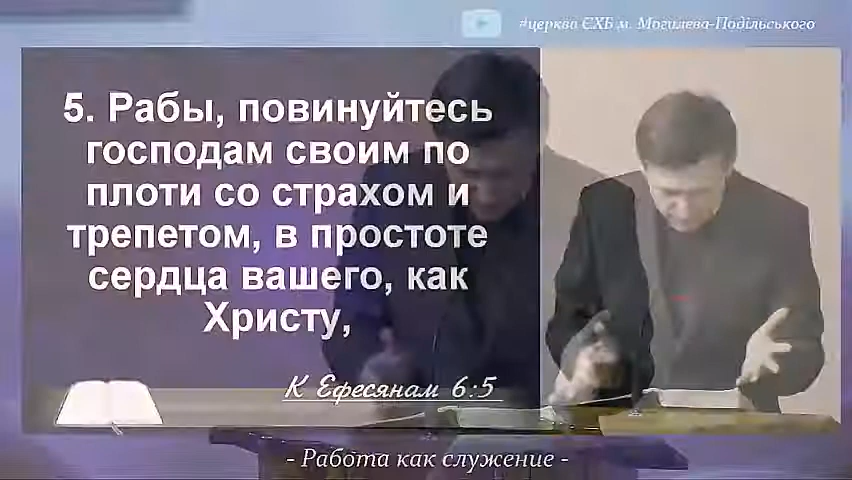 #церква ЄХБ м. Могилева-Подільського
5. Рабы, повинуйтесь
господам своим по
плоти со страхом и
трепетом, в простоте
сердца вашего, как
Христу,
К Ефесянам 6:5
- Работа как служение -